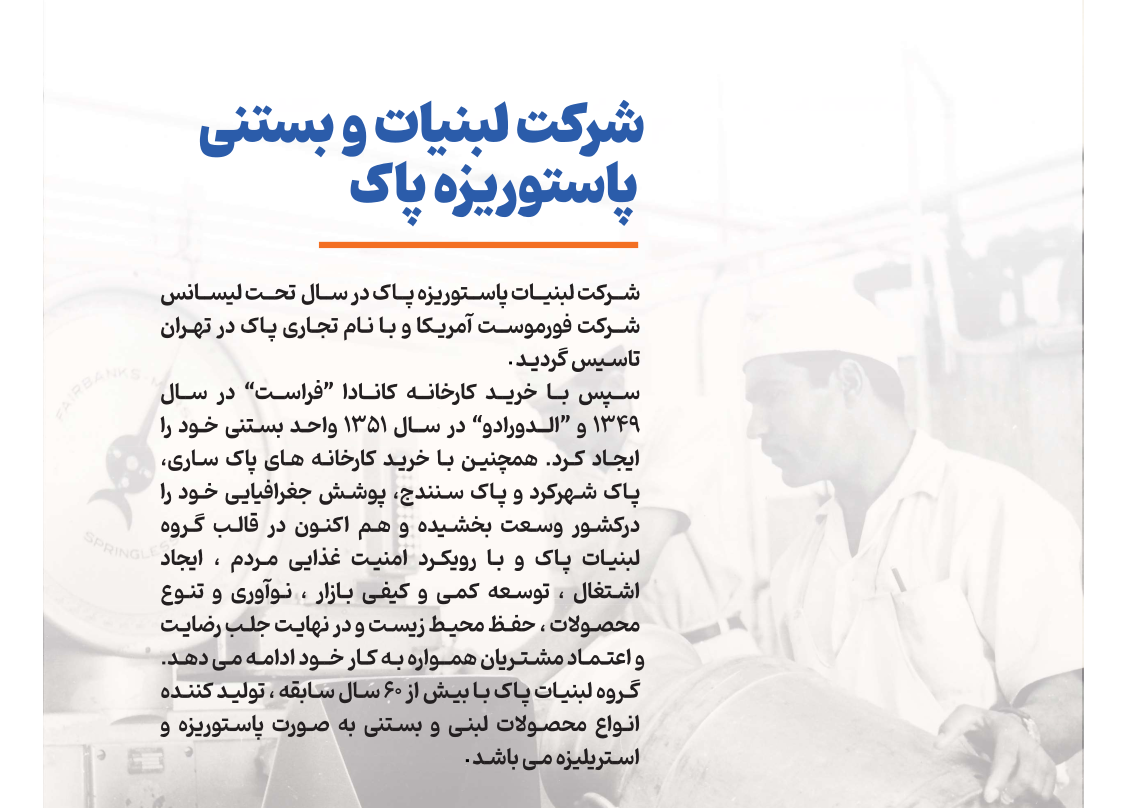 شرکت لبنیات و بستنی
پاستوریزه پاک
شرکت لبنیات پاستوریزه پاک در سال تحت لیسانس
شرکت فورموست آمریکا و با نام تجاری پاک در تهران
تاسیس گردید .
سپس با خرید کارخانه کانادا ”فراست“ در سال
۱۳۴۹ و ”الدورادو“ در سال ۱۳۵۱ واحد بستنی خود را
ایجاد کرد. همچنین با خرید کارخانه های پاک ساری،
پاک شهرکرد و پاک سنندج، پوشش جغرافیایی خود را
درکشور وسعت بخشیده و هم اکنون در قالب گروه
لبنیات پاک و با رویکرد امنیت غذایی مردم ، ایجاد
اشتغال ، توسعه کمی و کیفی بازار ، نوآوری و تنوع
محصولات ، حفظ محیط زیست و در نهایت جلب رضایت
و اعتماد مشتریان همواره به کار خود ادامه می دهد.
گروه لبنیات پاک با بیش از ۶۰ سال سابقه ، تولید کننده
انواع محصولات لبنی و بستنی به صورت پاستوریزه و
استریلیزه می باشد .
FAIRBANKS-M
SPRINGLES